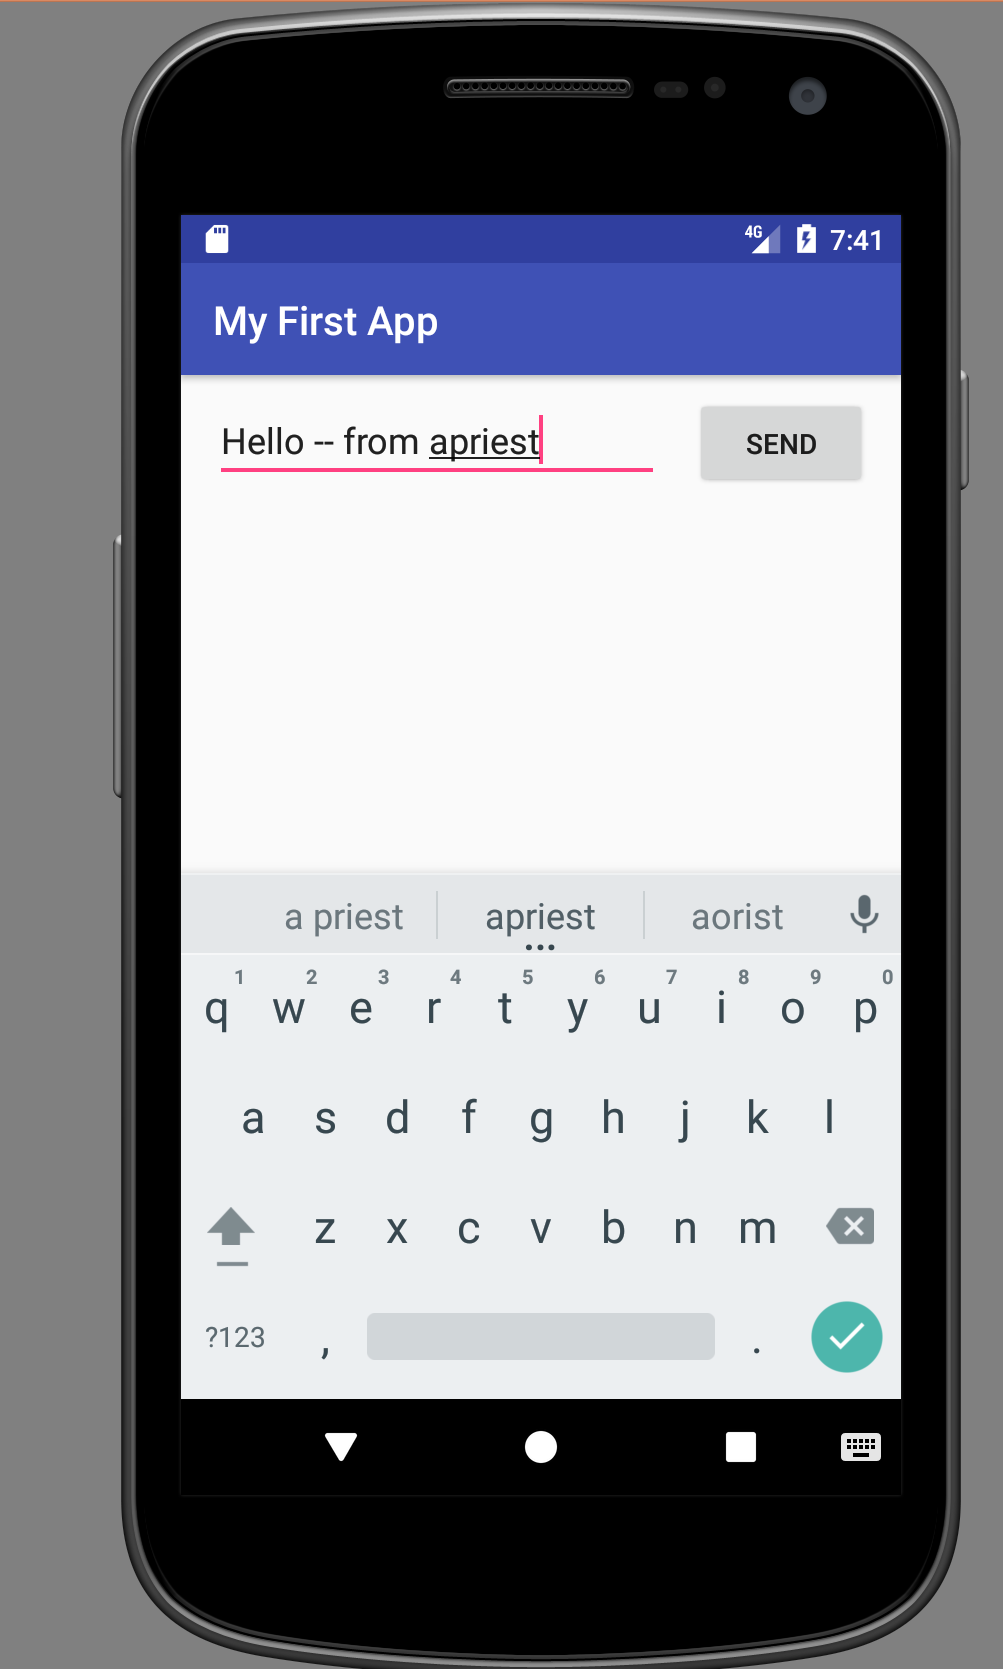 4G 7:41
My First App
Hello -- from apriest SEND
a priest apriest aorist
1 2 3 4 5 6 7 8 9 0
q w e r t y u i o p
a s d f g h j k l
z x c v b n m
?123 , .